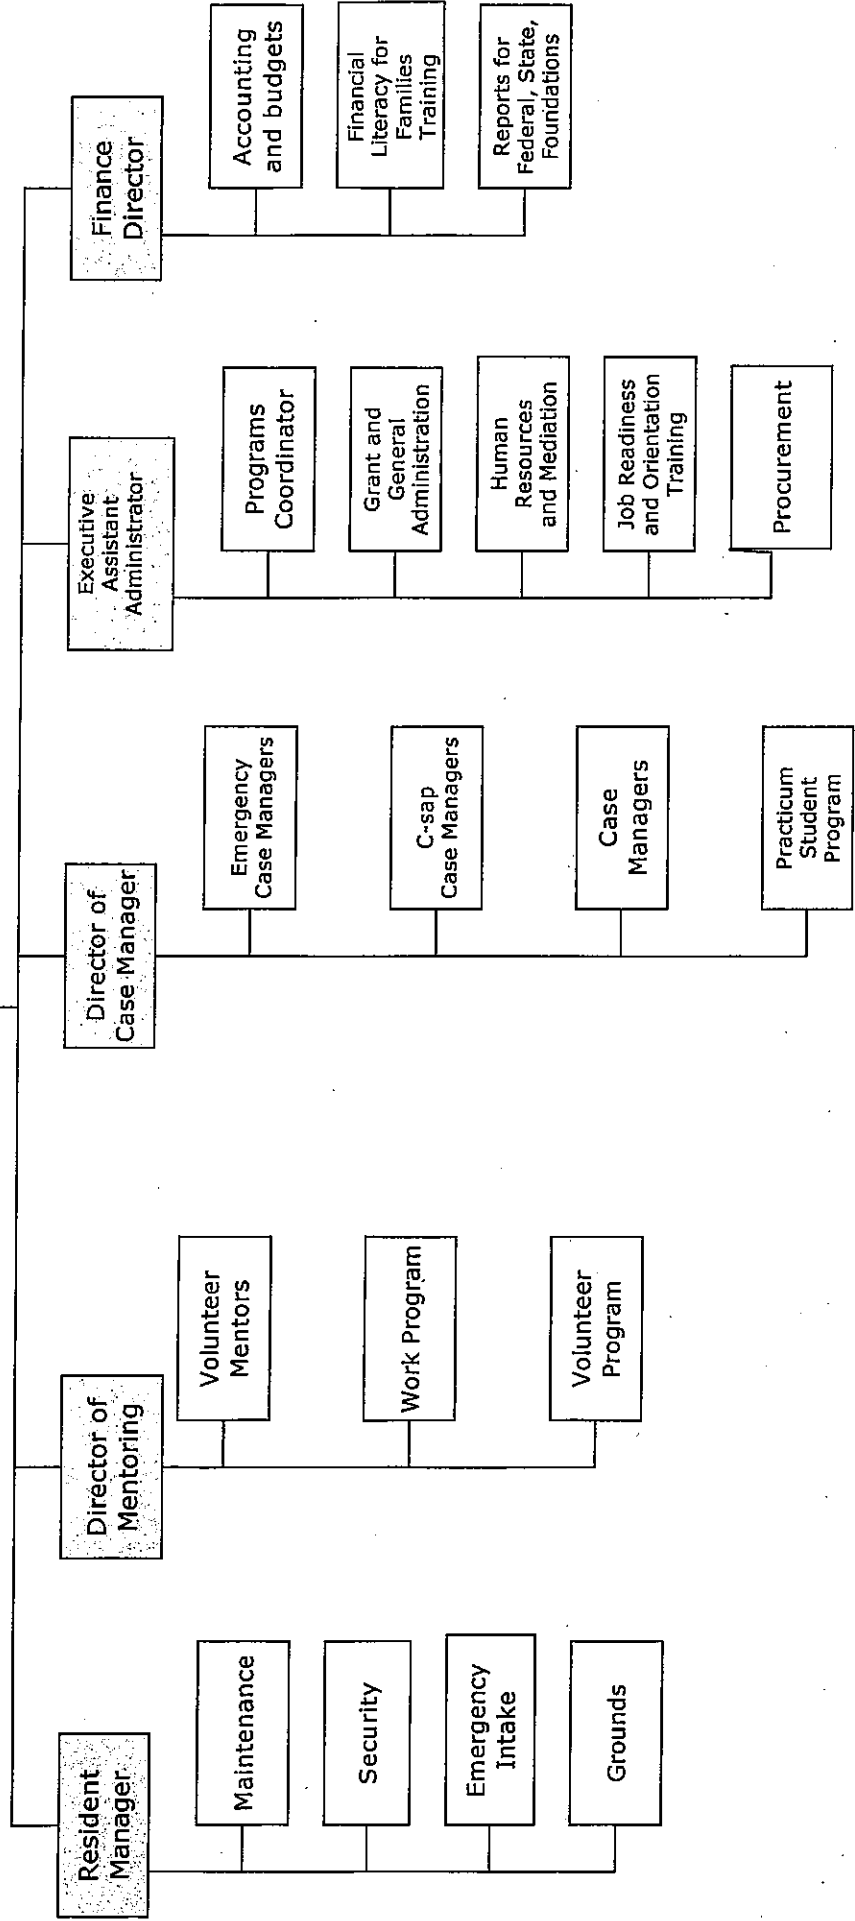 Resident
Manager
Maintenance
Security
Emergency
Intake
Grounds
Director of
Mentoring
Volunteer
Mentors
Work Program
Volunteer
Program
Director of
Case Manager
Emergency
Case Managers
C-sap
Case Managers
Case
Managers
Practicum
Student
Program
Executive
Assistant
Administrator
Programs
Coordinator
Grant and
General
Administration
Human
Resources
and Mediation
Job Readiness
and Orientation
Training
Procurement
Finance
Director
Accounting
and budgets
Financial
Literacy for
Families
Training
Reports for
Federal, State,
Foundations